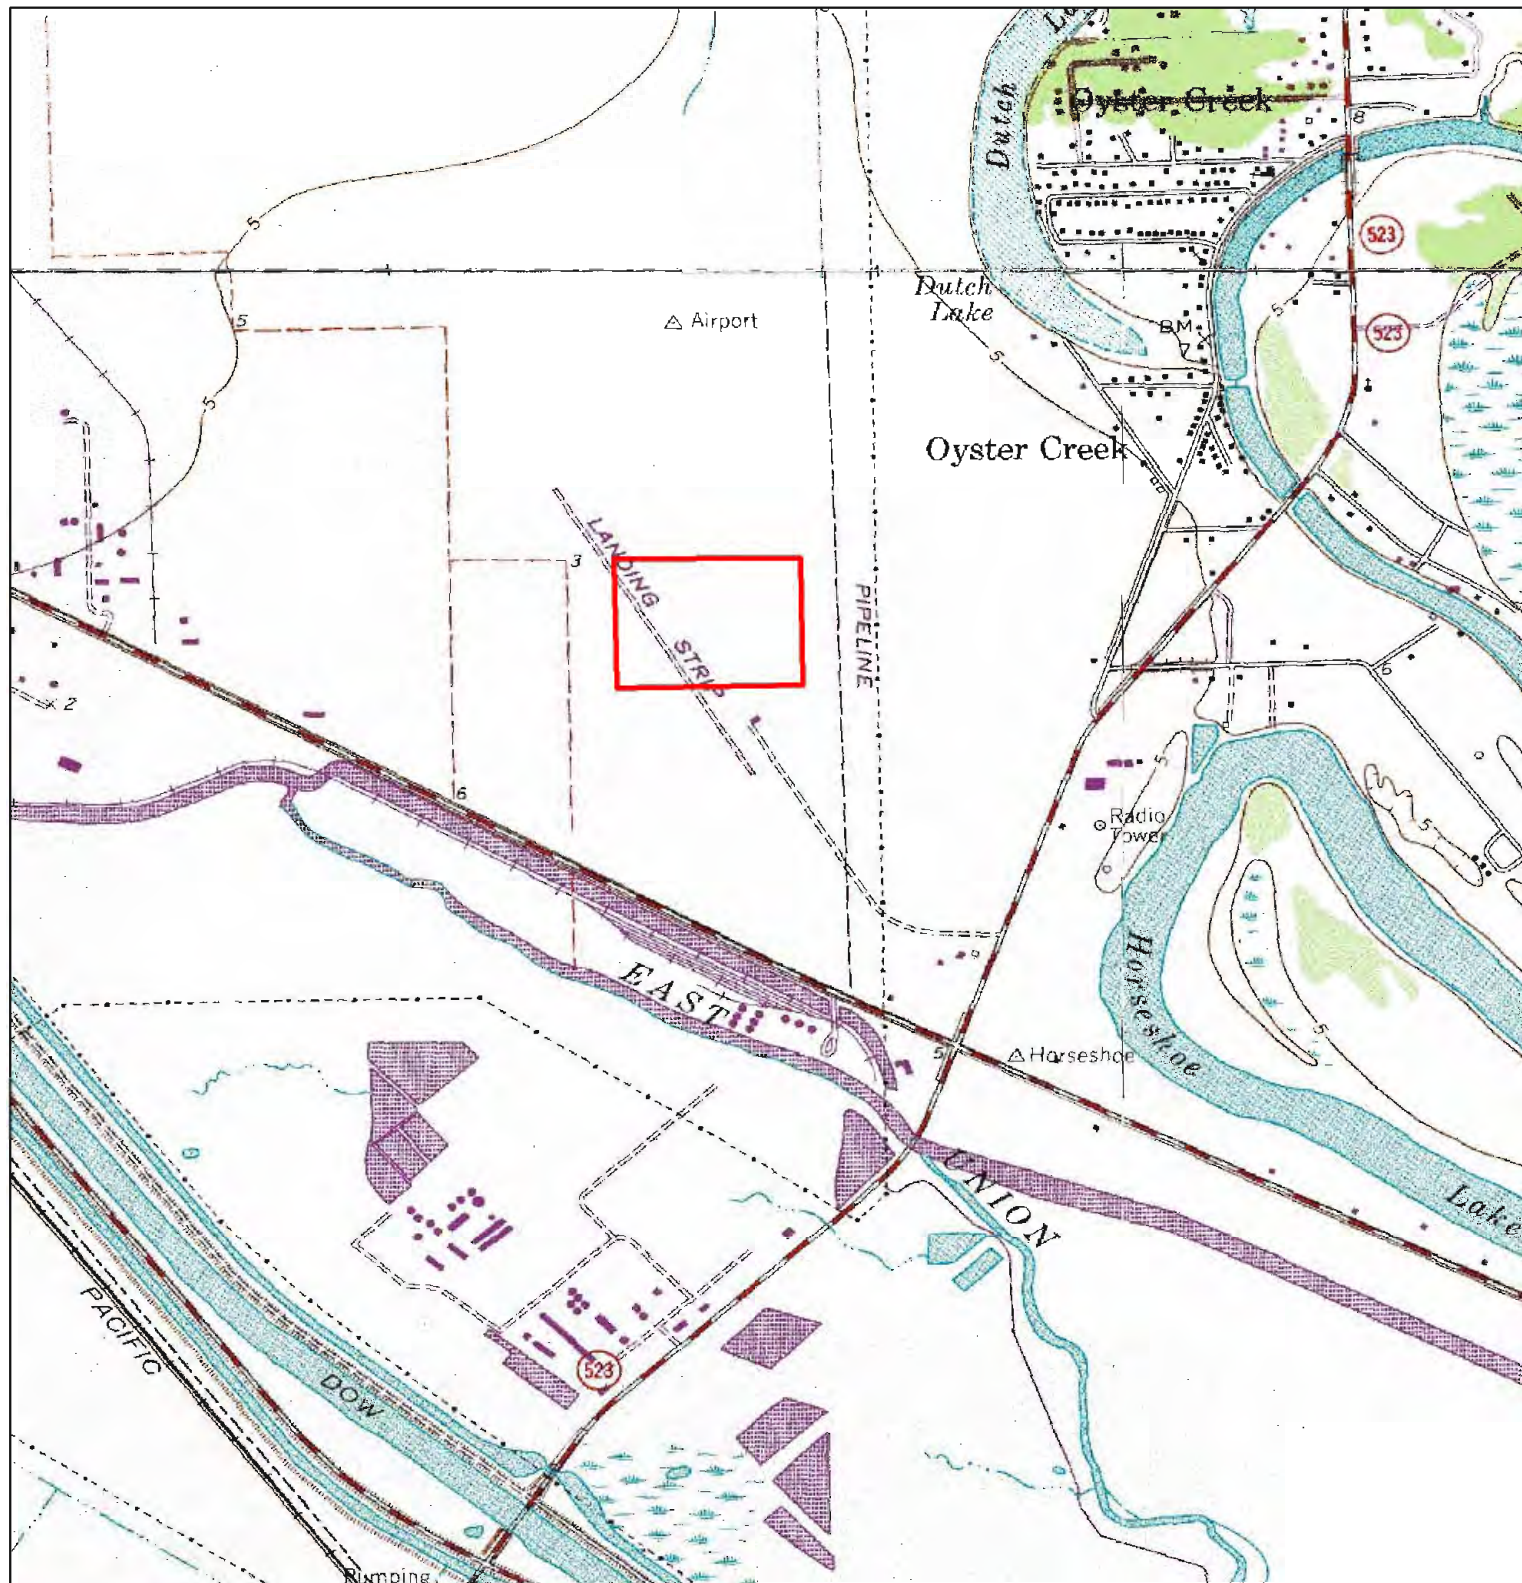 Dutch
Oyster Creek
8
5
523
Dutch
Lake
5
Airport
BM
7
5
523
5
5
Oyster Creek
LANDING
3
STRIP
PIPELINE
2
6
5
6
Radio
Tower
5
EAST
Horseshoe
5
Horseshoe
5
UNION
Lake
PACIFIC
DOW
523
Pumping